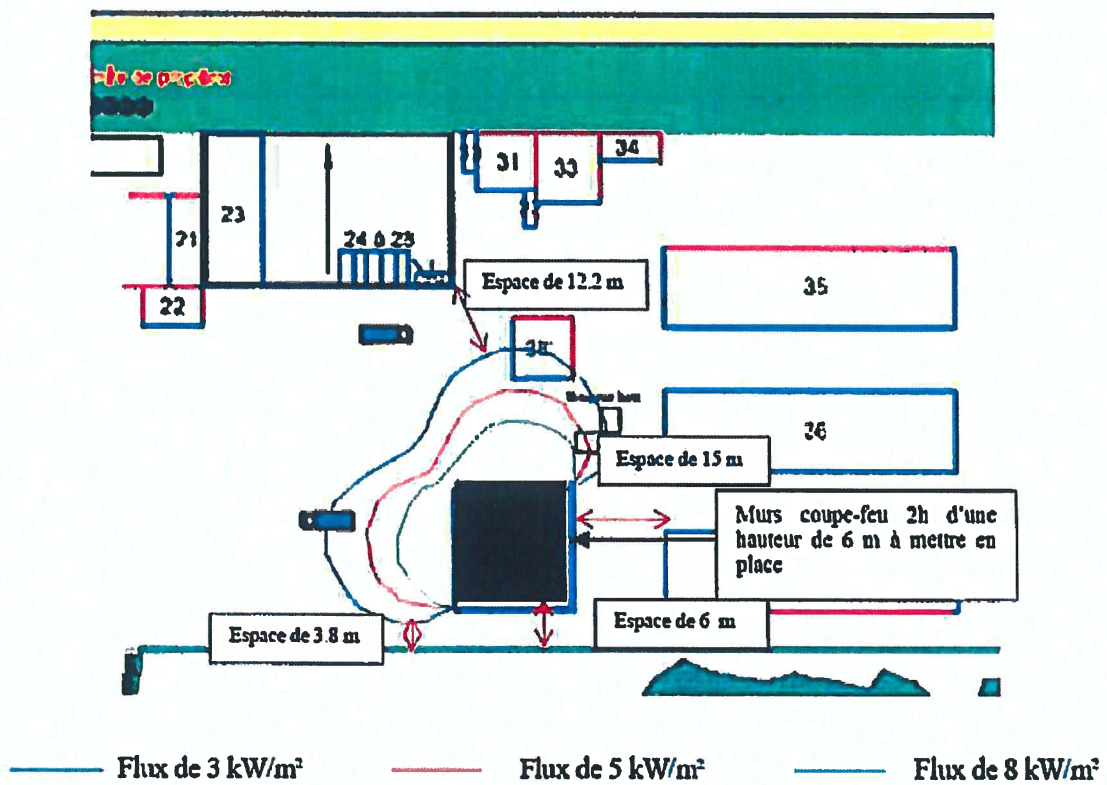 23
31
33
34
21
24 à 28
22
Espace de 12.2 m
35
36
Espace de 15 m
Murs coupe-feu 2h d'une
hauteur de 6 m à mettre en
place
Espace de 6 m
Espace de 3.8 m
Flux de 3 kW/m²
Flux de 5 kW/m²
Flux de 8 kW/m²